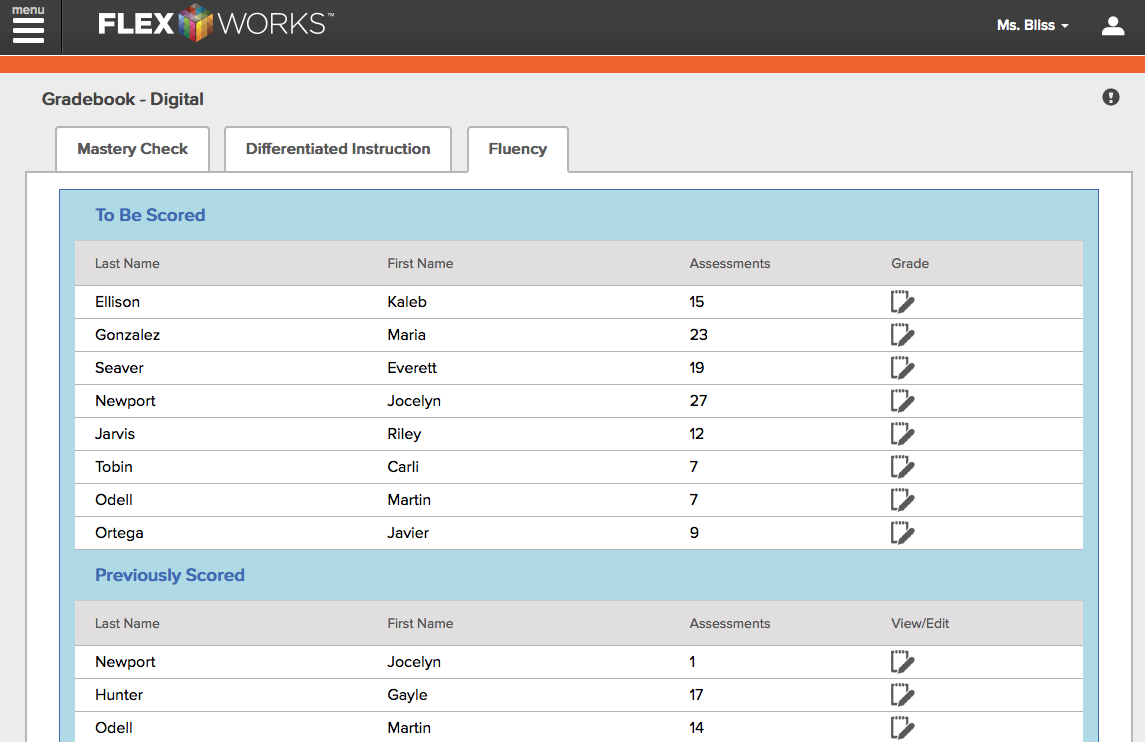 menu
FLEX WORKS™
Ms. Bliss
Gradebook - Digital
Mastery Check
Differentiated Instruction
Fluency
To Be Scored
Last Name First Name Assessments Grade
Ellison Kaleb 15
Gonzalez Maria 23
Seaver Everett 19
Newport Jocelyn 27
Jarvis Riley 12
Tobin Carli 7
Odell Martin 7
Ortega Javier 9
Previously Scored
Last Name First Name Assessments View/Edit
Newport Jocelyn 1
Hunter Gayle 17
Odell Martin 14